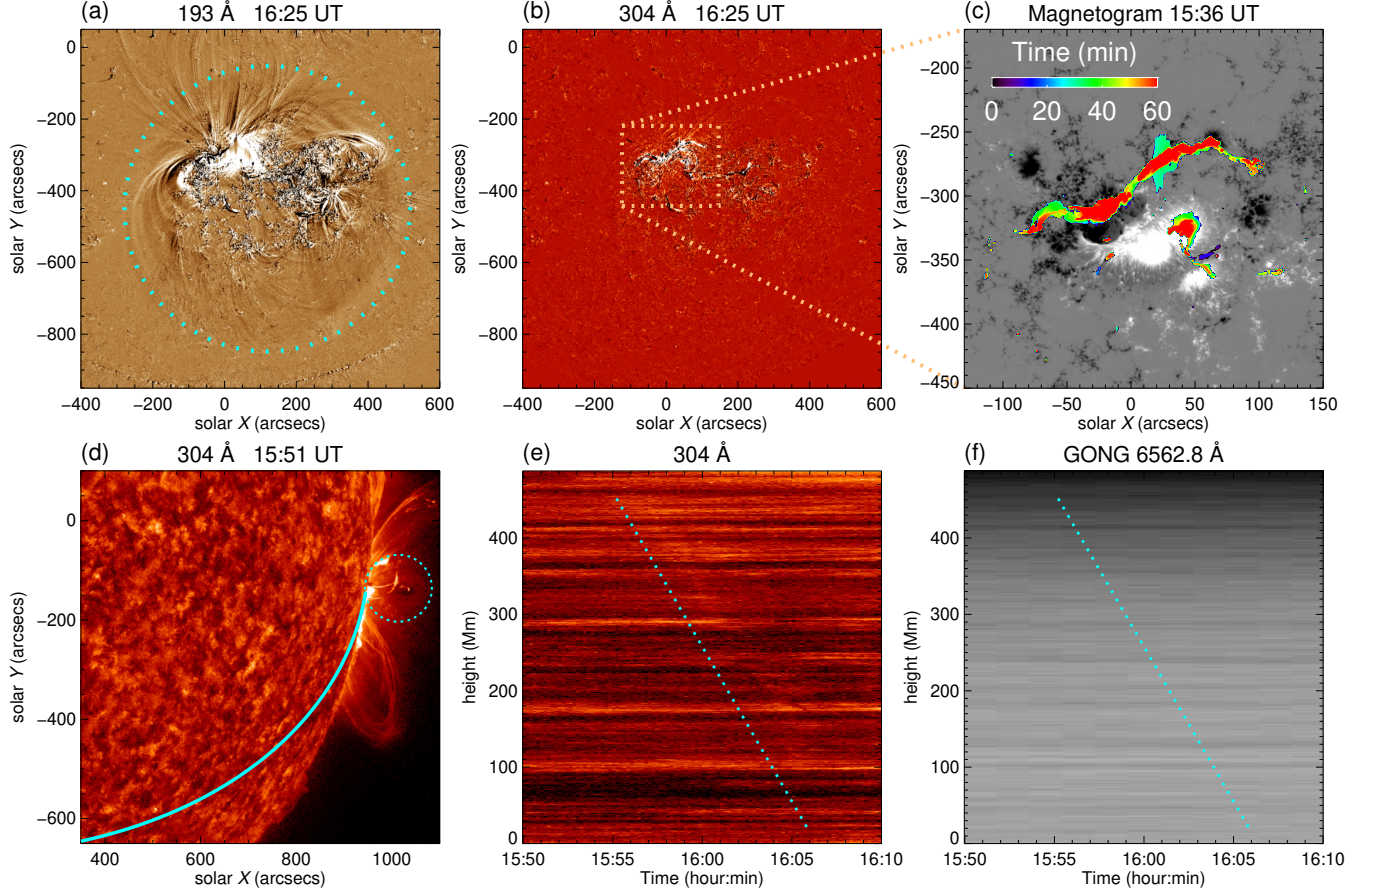 (a) 193 Å 16:25 UT
(b) 304 Å 16:25 UT
(c) Magnetogram 15:36 UT
solar Y (arcsecs)
0
−200
−400
−600
−800
−400 −200 0 200 400 600
solar X (arcsecs)
solar Y (arcsecs)
0
−200
−400
−600
−800
−400 −200 0 200 400 600
solar X (arcsecs)
Time (min)
0 20 40 60
solar Y (arcsecs)
−200
−250
−300
−350
−400
−450
−100 −50 0 50 100 150
solar X (arcsecs)
(d) 304 Å 15:51 UT
(e) 304 Å
(f) GONG 6562.8 Å
solar Y (arcsecs)
0
−200
−400
−600
400 600 800 1000
solar X (arcsecs)
height (Mm)
400
300
200
100
0
15:50 15:55 16:00 16:05 16:10
Time (hour:min)
height (Mm)
400
300
200
100
0
15:50 15:55 16:00 16:05 16:10
Time (hour:min)